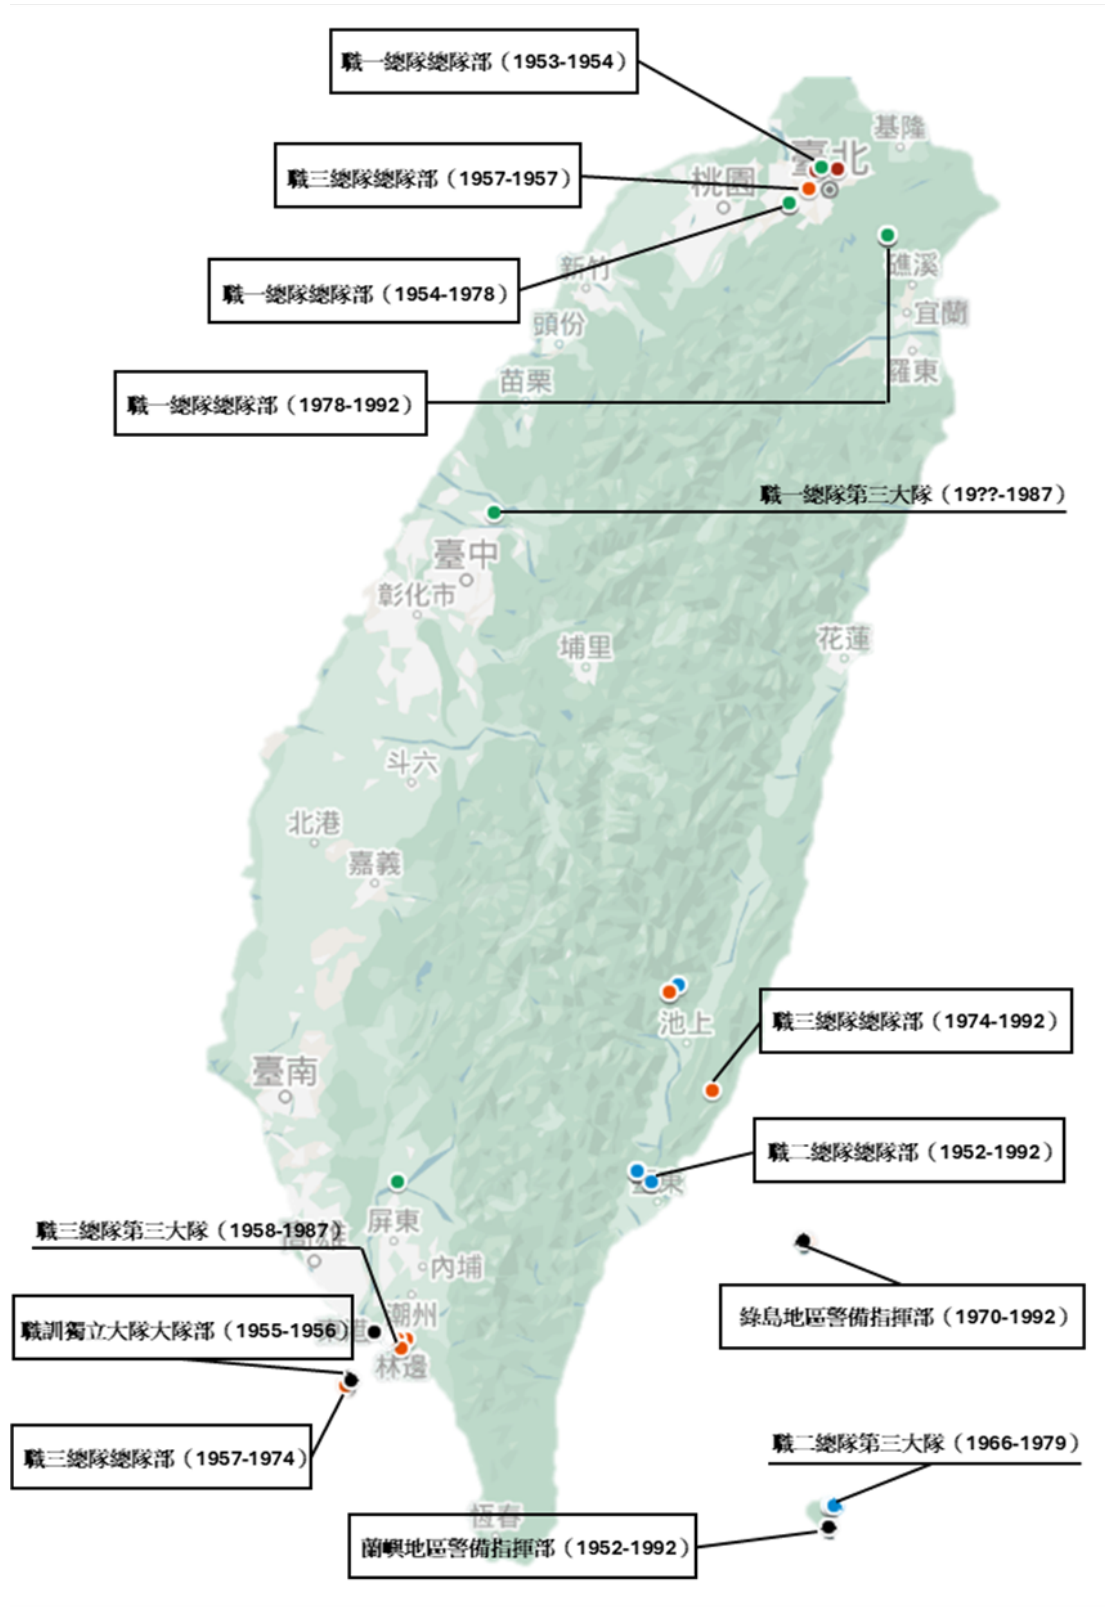 職一總隊總隊部（1953-1954）
基隆
臺北
職三總隊總隊部（1957-1957）
桃園
新竹
礁溪
職一總隊總隊部（1954-1978）
宜蘭
頭份
羅東
苗栗
職一總隊總隊部（1978-1992）
職一總隊第三大隊（19??-1987）
臺中
彰化市
花蓮
埔里
斗六
北港
嘉義
池上
職三總隊總隊部（1974-1992）
臺南
職二總隊總隊部（1952-1992）
臺東
屏東
職三總隊第三大隊（1958-1987）
高雄
內埔
潮州
綠島地區警備指揮部（1970-1992）
職訓獨立大隊大隊部（1955-1956）
東港
林邊
職三總隊總隊部（1957-1974）
職二總隊第三大隊（1966-1979）
恆春
蘭嶼地區警備指揮部（1952-1992）